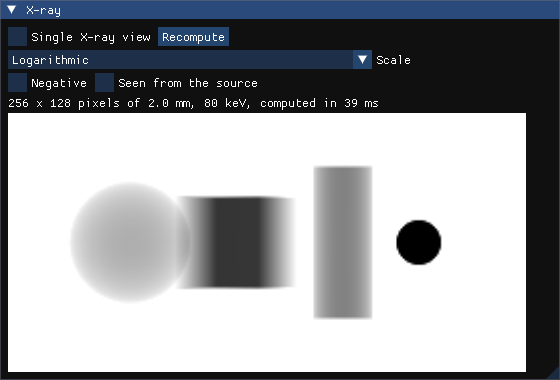 X-ray
Single X-ray view Recompute
Logarithmic Scale
Negative Seen from the source
256 x 128 pixels of 2.0 mm, 80 keV, computed in 39 ms